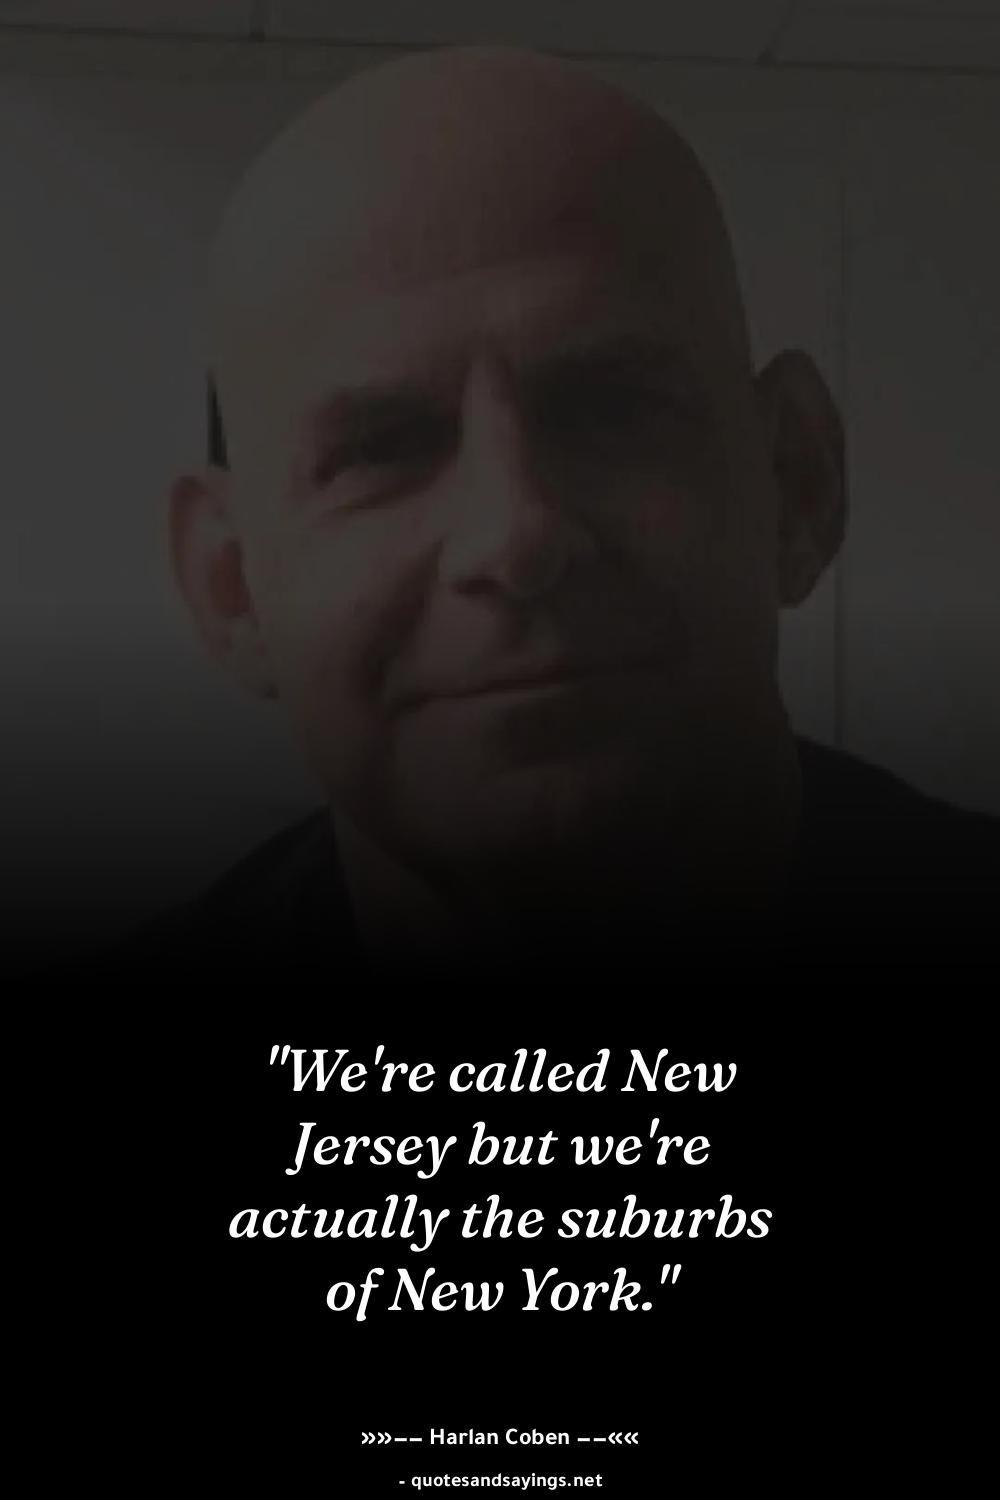 "We're called New
Jersey but we're
actually the suburbs
of New York."
»»–– Harlan Coben ––««
- quotesandsayings.net